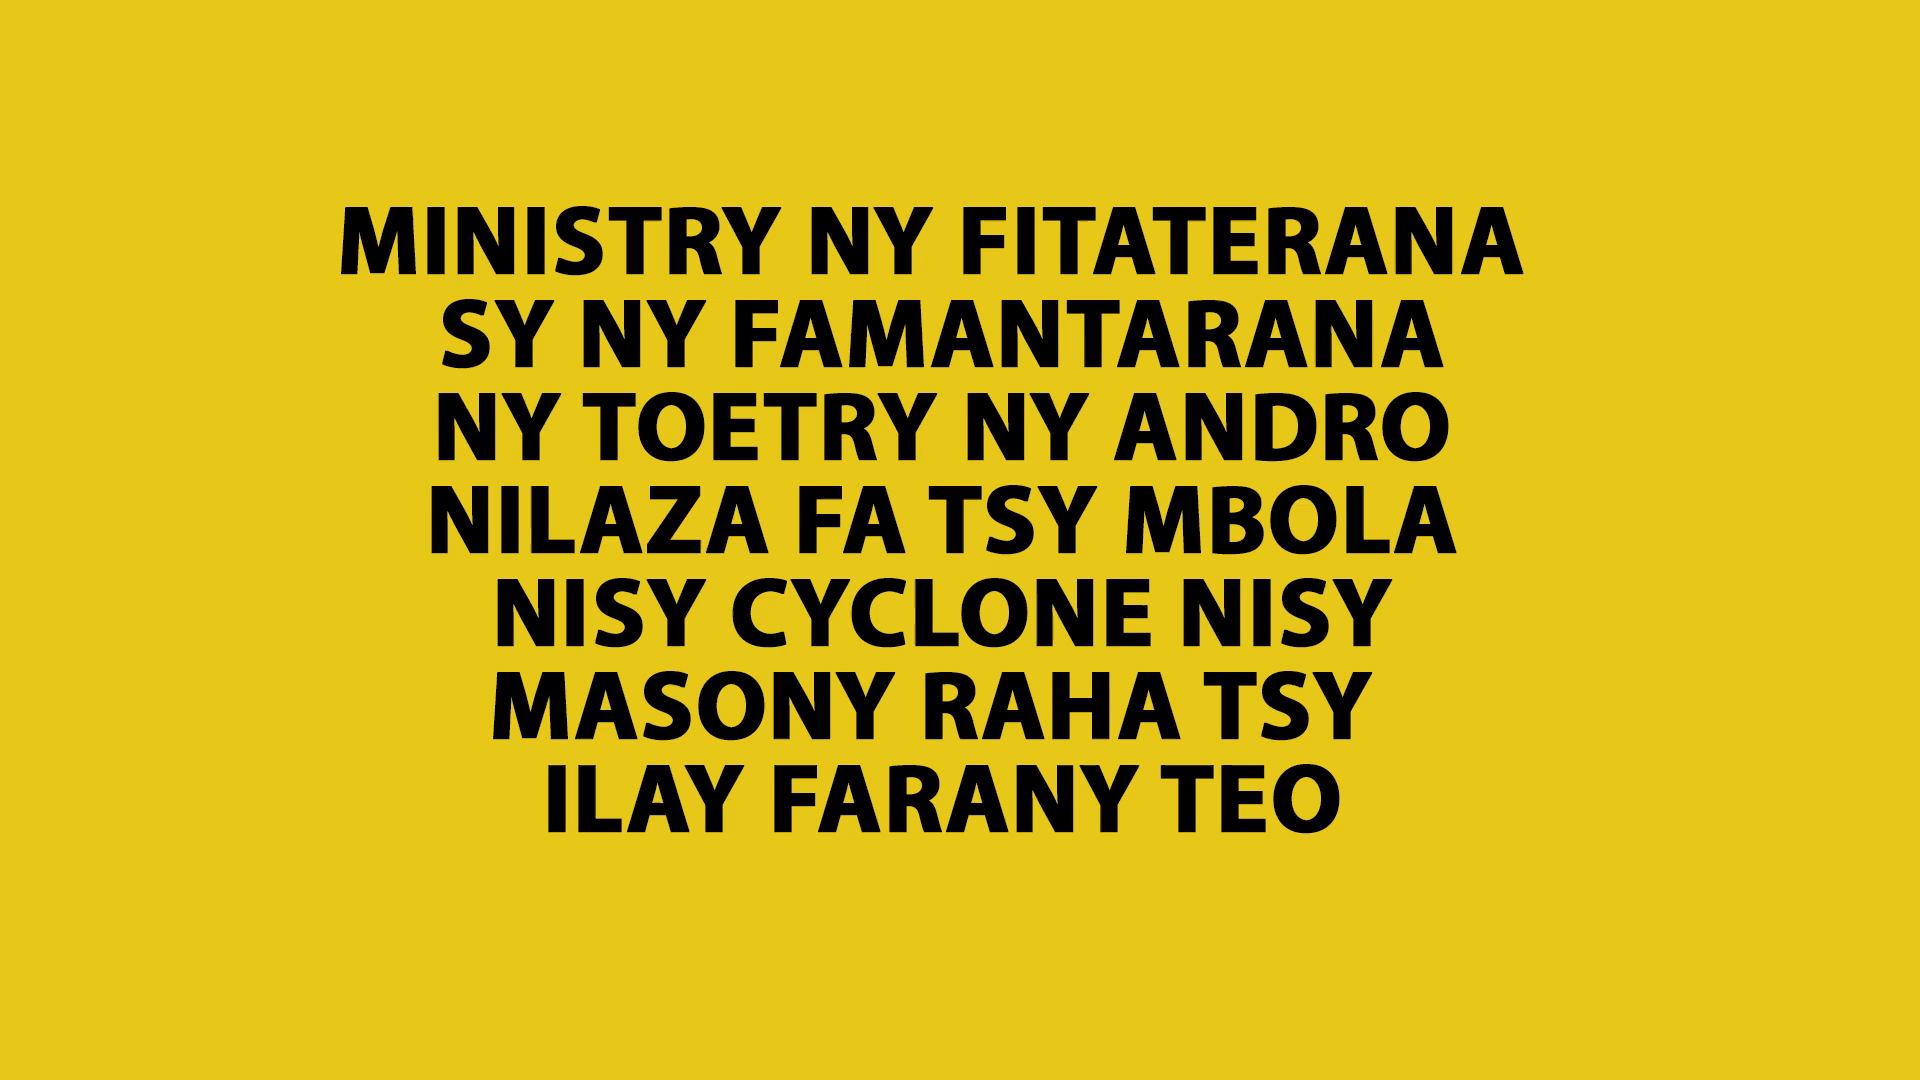 MINISTRY NY FITATERANA
SY NY FAMANTARANA
NY TOETRY NY ANDRO
NILAZA FA TSY MBOLA
NISY CYCLONE NISY
MASONY RAHA TSY
ILAY FARANY TEO